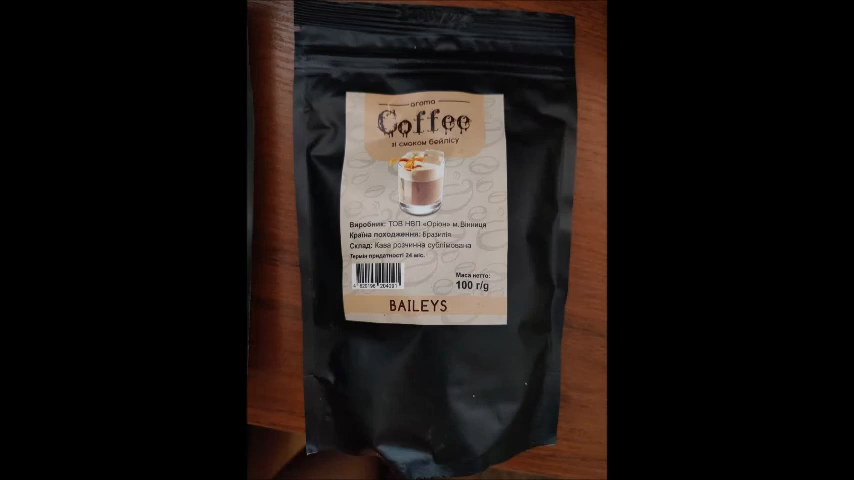 aroma
Coffee
зі смаком бейлісу
Виробник: ТОВ НВП «Оріон» м.Вінниця
Країна походження: Бразилія
Склад: Кава розчинна сублімована
Термін придатності 24 міс.
Маса нетто:
100 г/g
BAILEYS